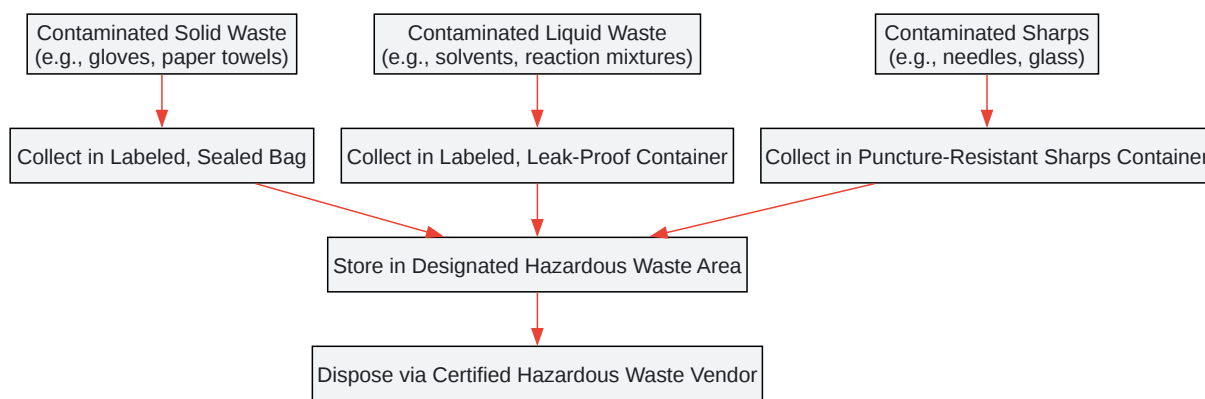 Contaminated Solid Waste
(e.g., gloves, paper towels)
Contaminated Liquid Waste
(e.g., solvents, reaction mixtures)
Contaminated Sharps
(e.g., needles, glass)
Collect in Labeled, Sealed Bag
Collect in Labeled, Leak-Proof Container
Collect in Puncture-Resistant Sharps Container
Store in Designated Hazardous Waste Area
Dispose via Certified Hazardous Waste Vendor